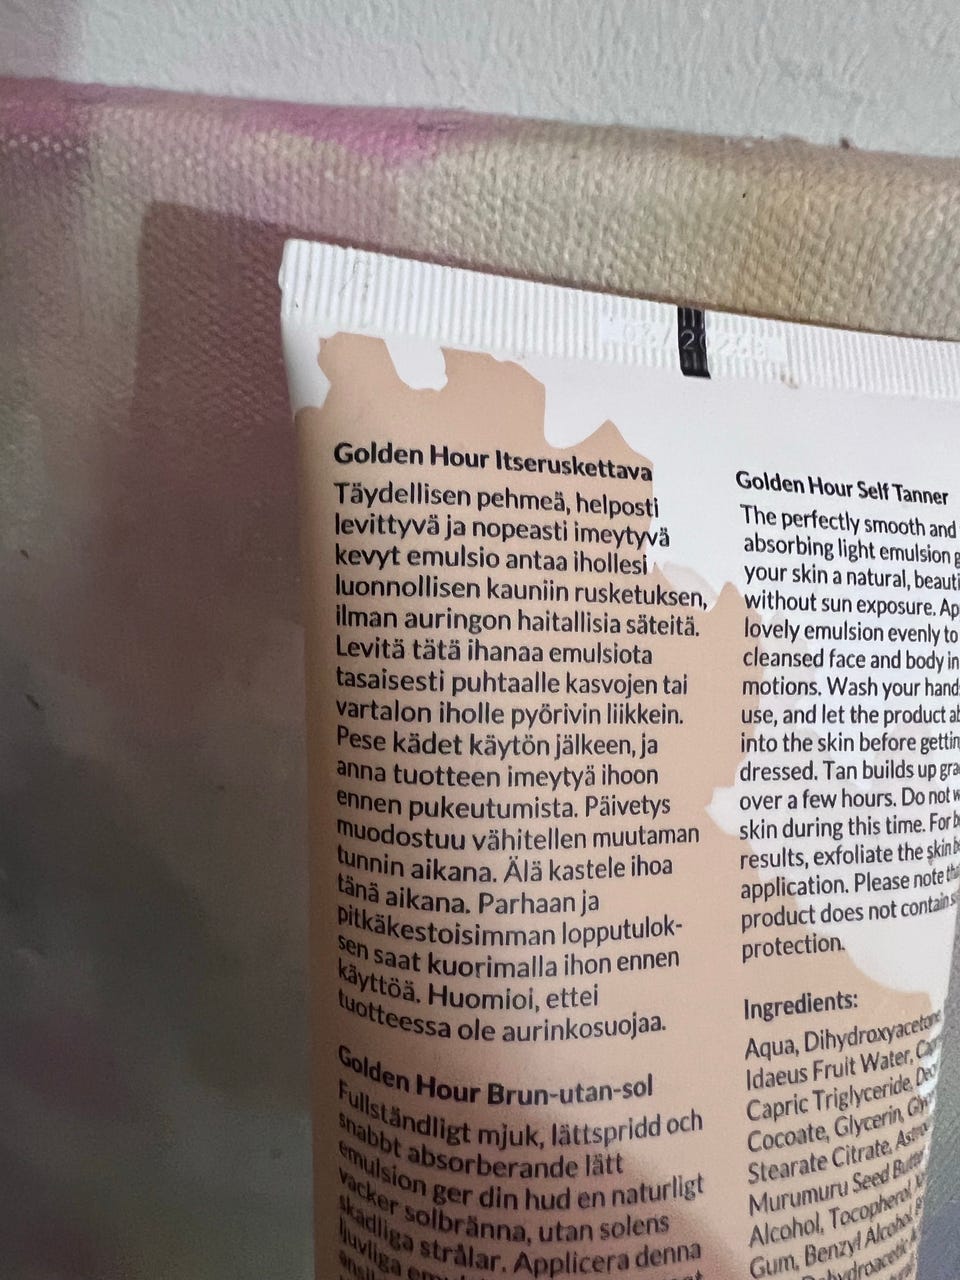 Golden Hour Itseruskettava
Täydellisen pehmeä, helposti
levittyvä ja nopeasti imeytyvä
kevyt emulsio antaa ihollesi
luonnollisen kauniin rusketuksen,
ilman auringon haitallisia säteitä.
Levitä tätä ihanaa emulsiota
tasaisesti puhtaalle kasvojen tai
vartalon iholle pyörivin liikkein.
Pese kädet käytön jälkeen, ja
anna tuotteen imeytyä ihoon
ennen pukeutumista. Päivetys
muodostuu vähitellen muutaman
tunnin aikana. Älä kastele ihoa
tänä aikana. Parhaan ja
pitkäkestoisimman lopputulok-
sen saat kuorimalla ihon ennen
käyttöä. Huomioi, ettei
tuotteessa ole aurinkosuojaa.
Golden Hour Brun-utan-sol
Fullständligt mjuk, lättspridd och
snabbt absorberande lätt
emulsion ger din hud en naturligt
vacker solbränna, utan solens
skadliga strålar. Applicera denna
ljuvliga
Golden Hour Self Tanner
The perfectly smooth and
absorbing light emulsion
your skin a natural,
without sun exposure.
lovely emulsion evenly to
cleansed face and body in
motions. Wash your
use, and let the product
into the skin before
dressed. Tan builds up
over a few hours. Do not
skin during this time. For
results, exfoliate the skin
application. Please note
product does not contain
protection.
Ingredients:
Aqua, Dihydroxyacetone
Idaeus Fruit Water,
Capric Triglyceride,
Cocoate, Glycerin,
Stearate Citrate,
Murumuru Seed Butter
Alcohol, Tocopherol,
Gum, Benzyl Alcohol,